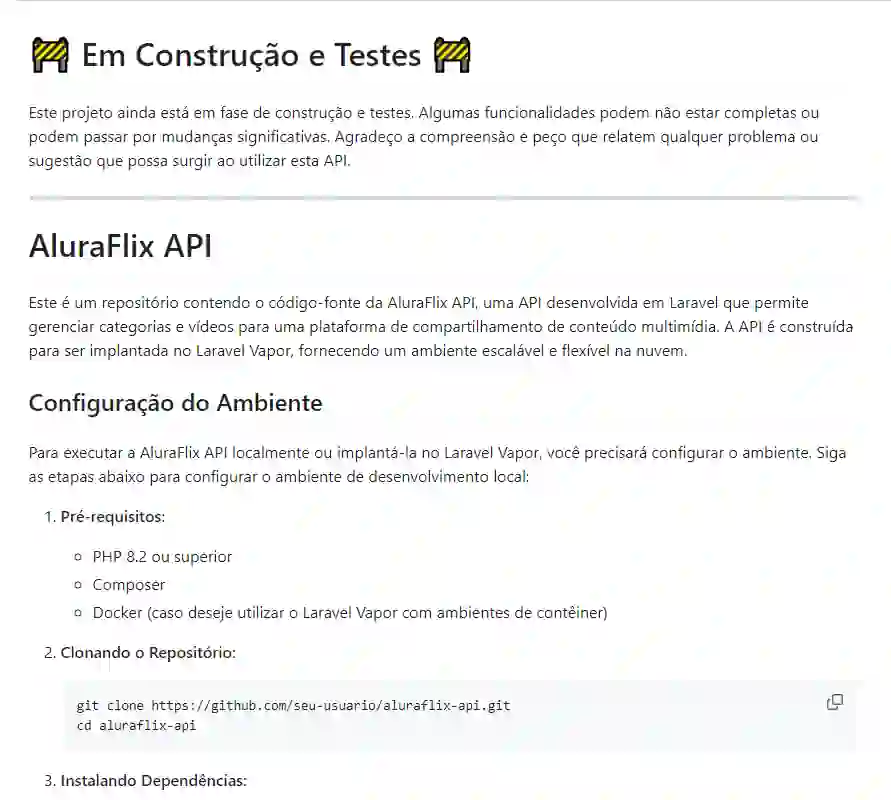 🚧 Em Construção e Testes 🚧
Este projeto ainda está em fase de construção e testes. Algumas funcionalidades podem não estar completas ou
podem passar por mudanças significativas. Agradeço a compreensão e peço que relatem qualquer problema ou
sugestão que possa surgir ao utilizar esta API.
AluraFlix API
Este é um repositório contendo o código-fonte da AluraFlix API, uma API desenvolvida em Laravel que permite
gerenciar categorias e vídeos para uma plataforma de compartilhamento de conteúdo multimídia. A API é construída
para ser implantada no Laravel Vapor, fornecendo um ambiente escalável e flexível na nuvem.
Configuração do Ambiente
Para executar a AluraFlix API localmente ou implantá-la no Laravel Vapor, você precisará configurar o ambiente. Siga
as etapas abaixo para configurar o ambiente de desenvolvimento local:
1. Pré-requisitos:
PHP 8.2 ou superior
Composer
Docker (caso deseje utilizar o Laravel Vapor com ambientes de contêiner)
2. Clonando o Repositório:
git clone https://github.com/seu-usuario/aluraflix-api.git
cd aluraflix-api
3. Instalando Dependências: